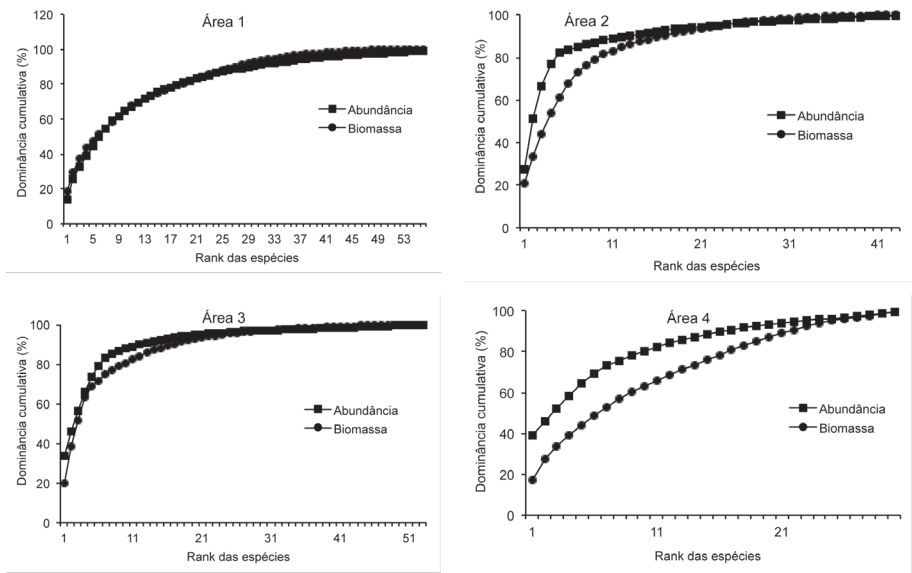 Área 1
Dominância cumulativa (%)
120
100
80
60
40
20
0
Abundância
Biomassa
1 5 9 13 17 21 25 29 33 37 41 45 49 53
Rank das espécies
Área 2
Dominância cumulativa (%)
100
80
60
40
20
0
Abundância
Biomassa
1 11 21 31 41
Rank das espécies
Área 3
Dominância cumulativa (%)
100
80
60
40
20
0
Abundância
Biomassa
1 11 21 31 41 51
Rank das espécies
Área 4
Dominância cumulativa (%)
100
80
60
40
20
0
Abundância
Biomassa
1 11 21
Rank das espécies